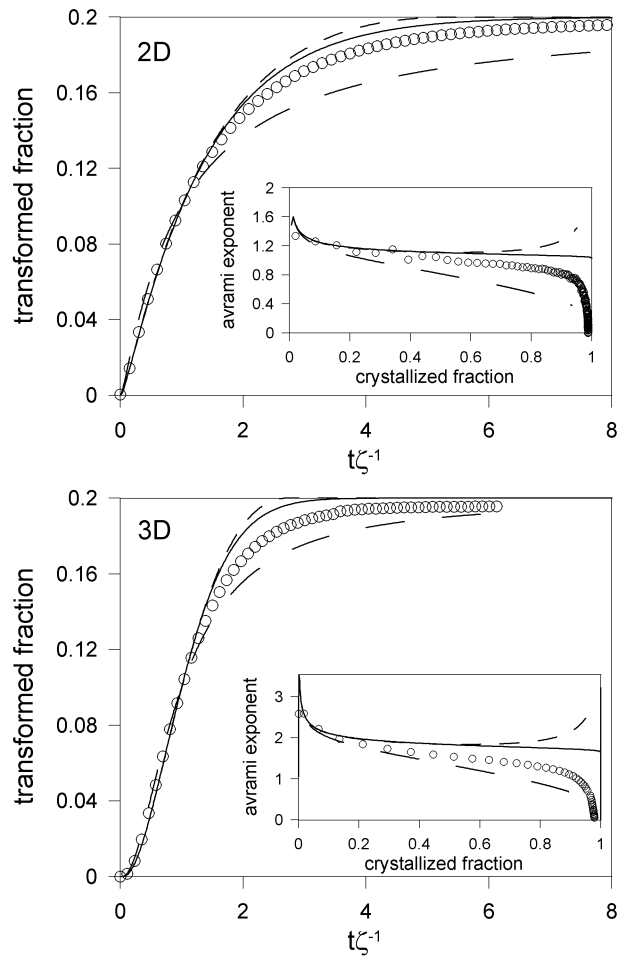 2D
transformed fraction
0.2
0.16
0.12
0.08
0.04
0
0 2 4 6 8
tζ⁻¹
avrami exponent
2
1.6
1.2
0.8
0.4
0
0 0.2 0.4 0.6 0.8 1
crystallized fraction
3D
transformed fraction
0.2
0.16
0.12
0.08
0.04
0
0 2 4 6 8
tζ⁻¹
avrami exponent
3
2
1
0
0 0.2 0.4 0.6 0.8 1
crystallized fraction